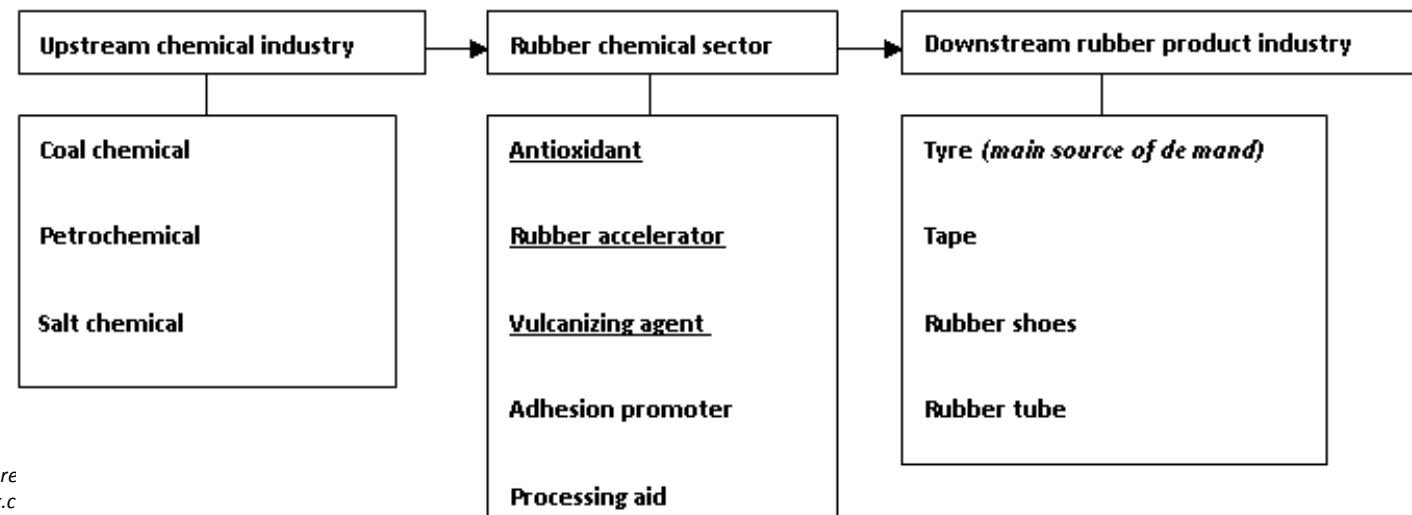 Upstream chemical industry
Rubber chemical sector
Downstream rubber product industry
Coal chemical
Petrochemical
Salt chemical
Antioxidant
Rubber accelerator
Vulcanizing agent
Adhesion promoter
Processing aid
Tyre (main source of de mand)
Tape
Rubber shoes
Rubber tube